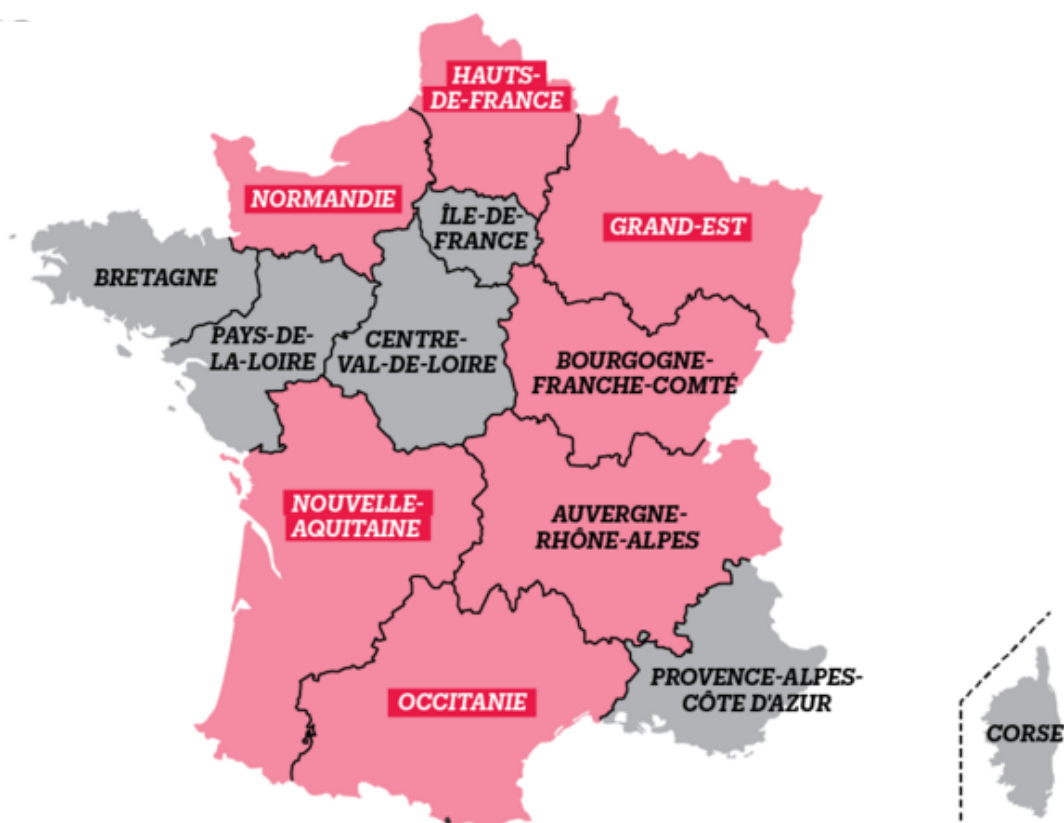 HAUTS-
DE-FRANCE
NORMANDIE
ÎLE-DE-
FRANCE
GRAND-EST
BRETAGNE
PAYS-DE-
LA-LOIRE
CENTRE-
VAL-DE-LOIRE
BOURGOGNE-
FRANCHE-COMTÉ
NOUVELLE-
AQUITAINE
AUVERGNE-
RHÔNE-ALPES
OCCITANIE
PROVENCE-ALPES-
CÔTE D'AZUR
CORSE